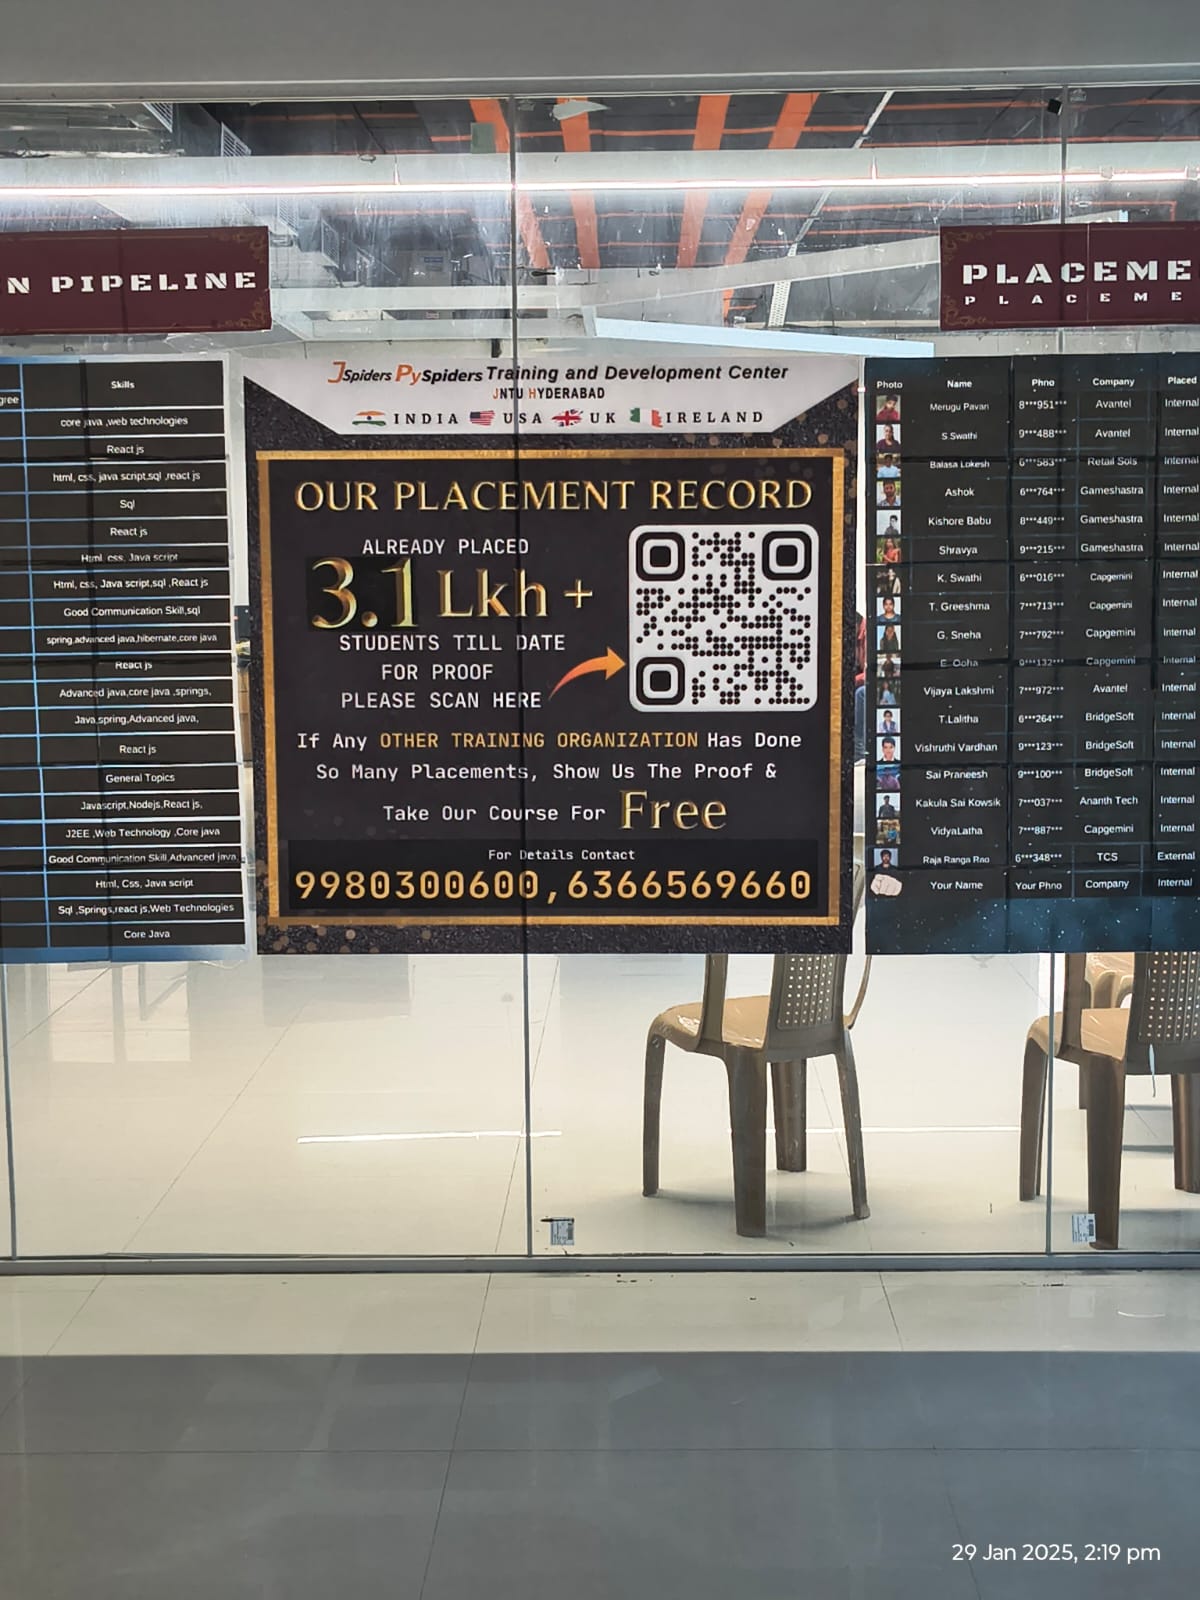 N PIPELINE
gree
Skills
core java ,web technologies
React js
html, css, java script,sql ,react js
Sql
React js
Html, css, Java script
Html, css, Java script,sql ,React js
Good Communication Skill,sql
spring,advanced java,hibernate,core java
React js
Advanced java,core java ,springs,
Java,spring,Advanced java,
React js
General Topics
Javascript,Nodejs,React js,
J2EE ,Web Technology ,Core java
Good Communication Skill,Advanced java,
Html, Css, Java script
Sql ,Springs,react js,Web Technologies
Core Java
JSpiders PySpiders Training and Development Center
JNTU HYDERABAD
INDIA USA UK IRELAND
OUR PLACEMENT RECORD
ALREADY PLACED
3.1 Lkh +
STUDENTS TILL DATE
FOR PROOF
PLEASE SCAN HERE
If Any OTHER TRAINING ORGANIZATION Has Done
So Many Placements, Show Us The Proof &
Take Our Course For Free
For Details Contact
9980300600,6366569660
PLACEME
PLACEME
Photo Name Phno Company Placed
Merugu Pavan 8***951*** Avantel Internal
S.Swathi 9***488*** Avantel Internal
Balasa Lokesh 6***583*** Retail Sols Internal
Ashok 6***764*** Gameshastra Internal
Kishore Babu 8***449*** Gameshastra Internal
Shravya 9***215*** Gameshastra Internal
K. Swathi 6***016*** Capgemini Internal
T. Greeshma 7***713*** Capgemini Internal
G. Sneha 7***792*** Capgemini Internal
E. 9***132*** Capgemini Internal
Vijaya Lakshmi 7***972*** Avantel Internal
T.Lalitha 6***264*** BridgeSoft Internal
Vishruthi Vardhan 9***123*** BridgeSoft Internal
Sai Praneesh 9***100*** BridgeSoft Internal
Kakula Sai Kowsik 7***037*** Ananth Tech Internal
VidyaLatha 7***887*** Capgemini Internal
Raja Ranga Rao 6***348*** TCS External
Your Name Your Phno Company Internal
29 Jan 2025, 2:19 pm